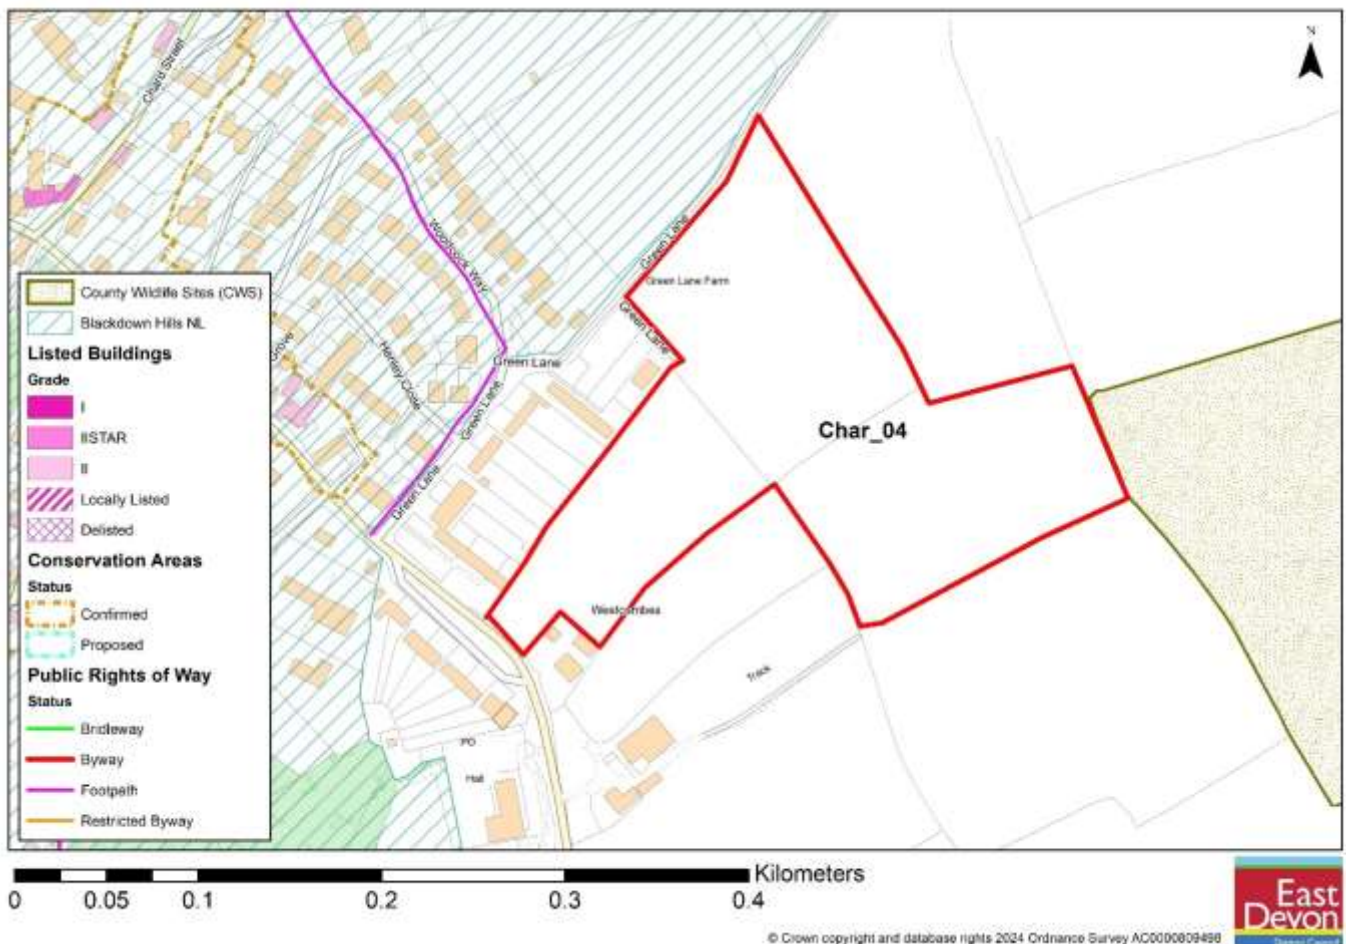 N
Chard Street
Woodcock Way
Green Lane
Green Lane Farm
Green Lane
Green Lane
Henley Close
Grove
Green Lane
Green Lane
Char_04
Westcombes
Track
PO
Hall
County Wildlife Sites (CWS)
Blackdown Hills NL
Listed Buildings
Grade
I
IISTAR
II
Locally Listed
Delisted
Conservation Areas
Status
Confirmed
Proposed
Public Rights of Way
Status
Bridleway
Byway
Footpath
Restricted Byway
Kilometers
0 0.05 0.1 0.2 0.3 0.4
East
Devon
District Council
© Crown copyright and database rights 2024 Ordnance Survey AC0000809498